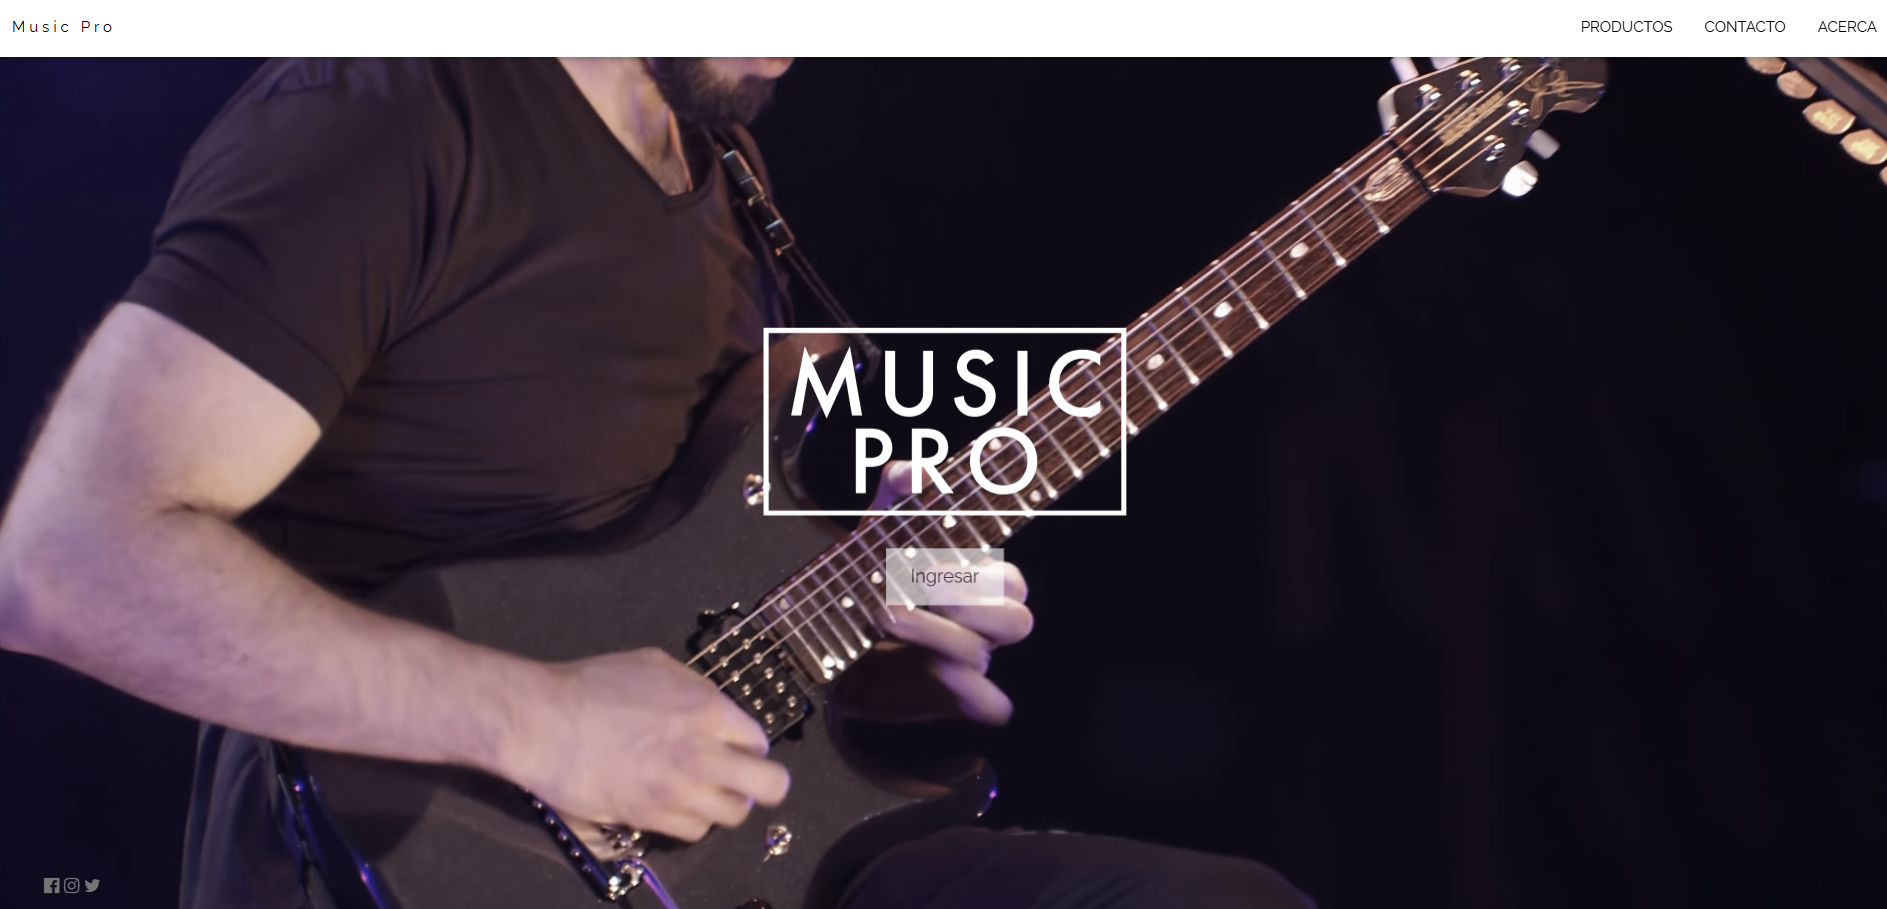 Music Pro
PRODUCTOS CONTACTO ACERCA
MUSIC
PRO
Ingresar